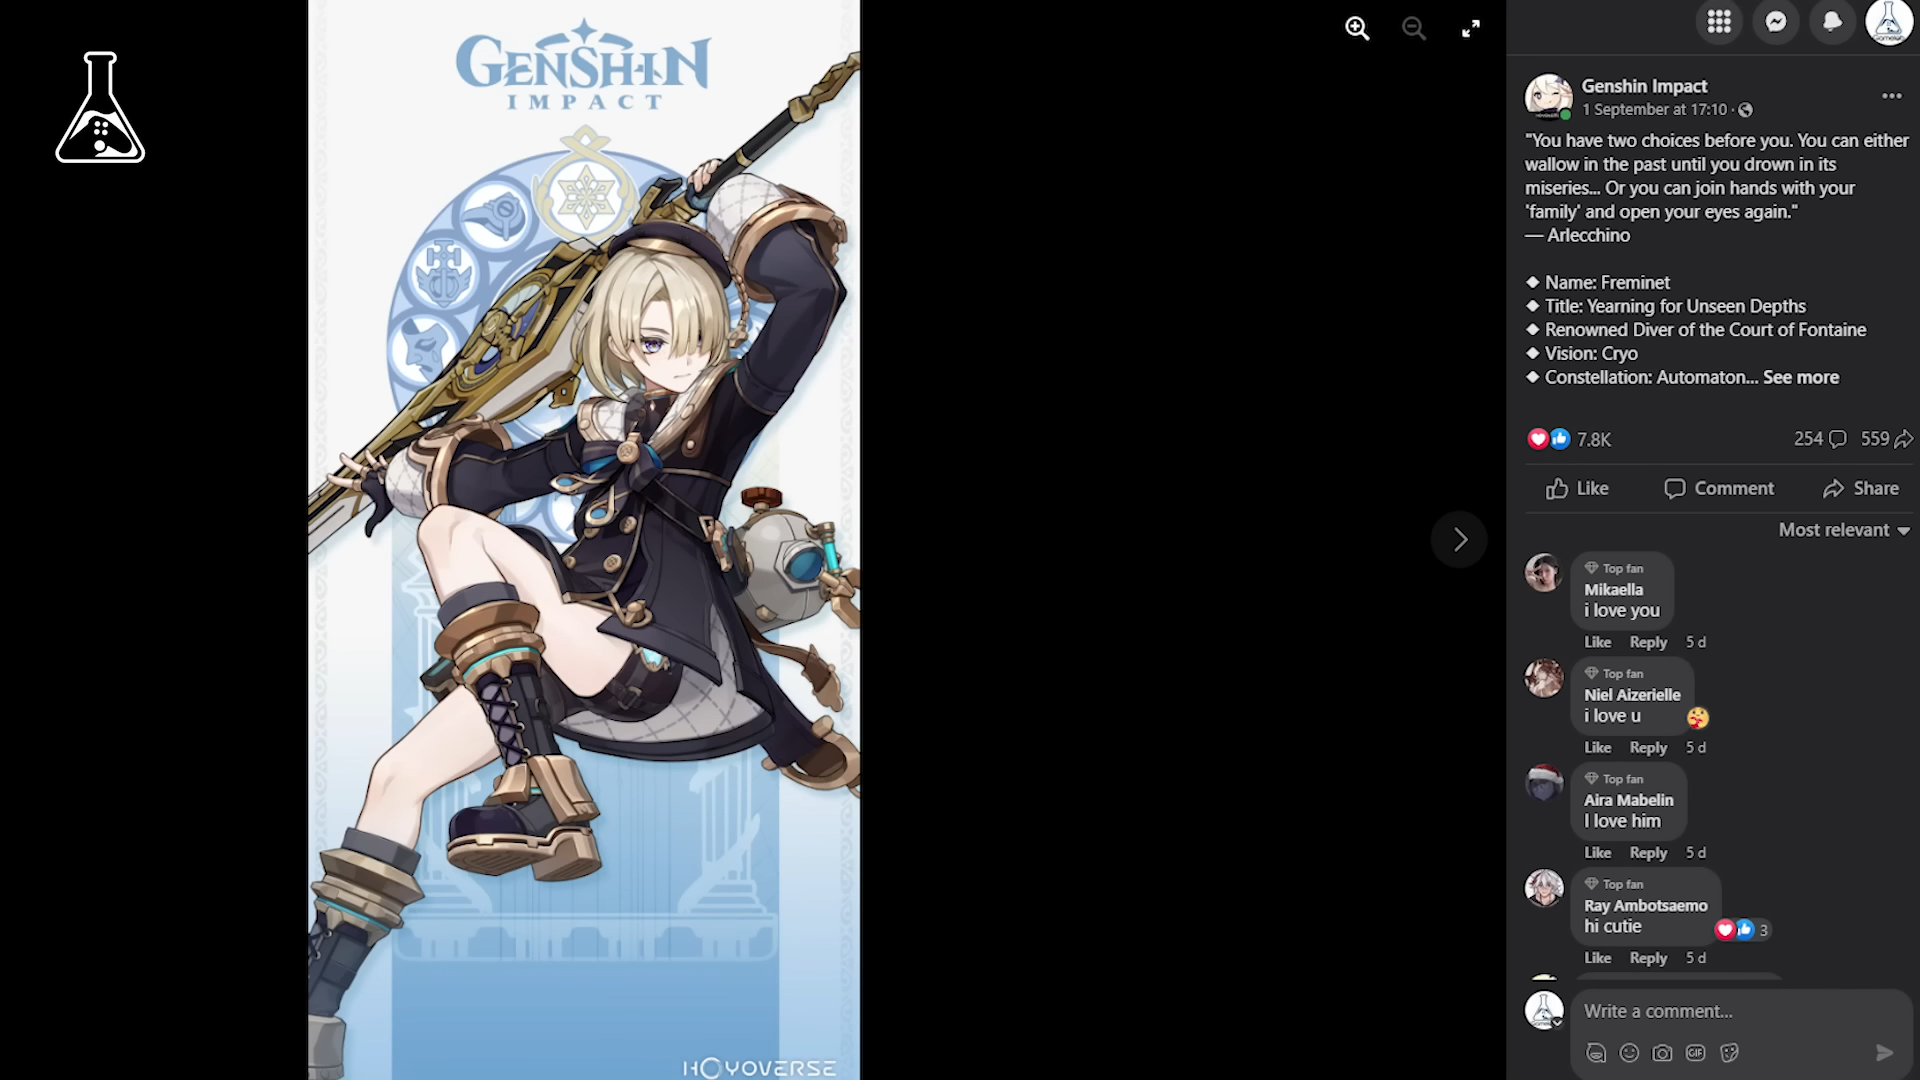 GENSHIN
IMPACT
HOYOVERSE
Genshin Impact
1 September at 17:10 ·
"You have two choices before you. You can either
wallow in the past until you drown in its
miseries... Or you can join hands with your
'family' and open your eyes again."
— Arlecchino
◆ Name: Freminet
◆ Title: Yearning for Unseen Depths
◆ Renowned Diver of the Court of Fontaine
◆ Vision: Cryo
◆ Constellation: Automaton... See more
7.8K 254 559
Like Comment Share
Most relevant
Top fan
Mikaella
i love you
Like Reply 5 d
Top fan
Niel Aizerielle
i love u
Like Reply 5 d
Top fan
Aira Mabelin
I love him
Like Reply 5 d
Top fan
Ray Ambotsaemo
hi cutie
3
Like Reply 5 d
Write a comment...
GIF